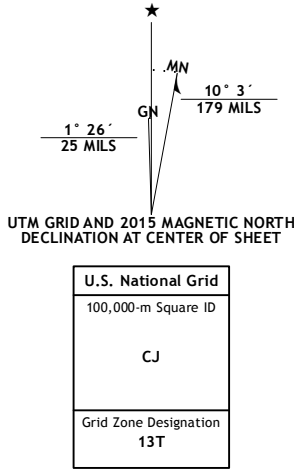 ★
MN
GN
10° 3´
179 MILS
1° 26´
25 MILS
UTM GRID AND 2015 MAGNETIC NORTH
DECLINATION AT CENTER OF SHEET
U.S. National Grid
100,000-m Square ID
CJ
Grid Zone Designation
13T